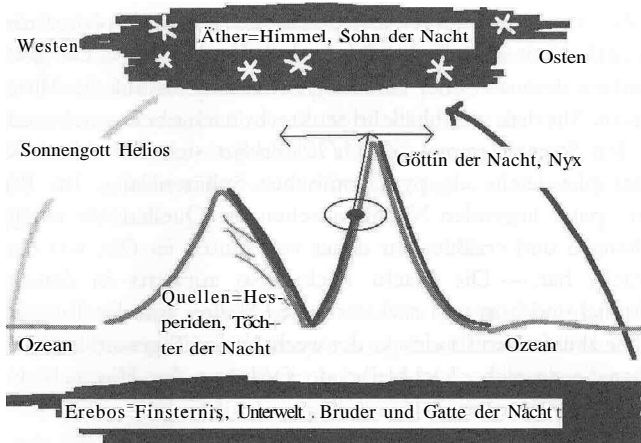 Äther=Himmel, Sohn der Nacht
Westen
Osten
Sonnengott Helios
Göttin der Nacht, Nyx
Quellen=Hes-
periden, Töch-
ter der Nacht
Ozean
Ozean
Erebos=Finsternis, Unterwelt. Bruder und Gatte der Nacht